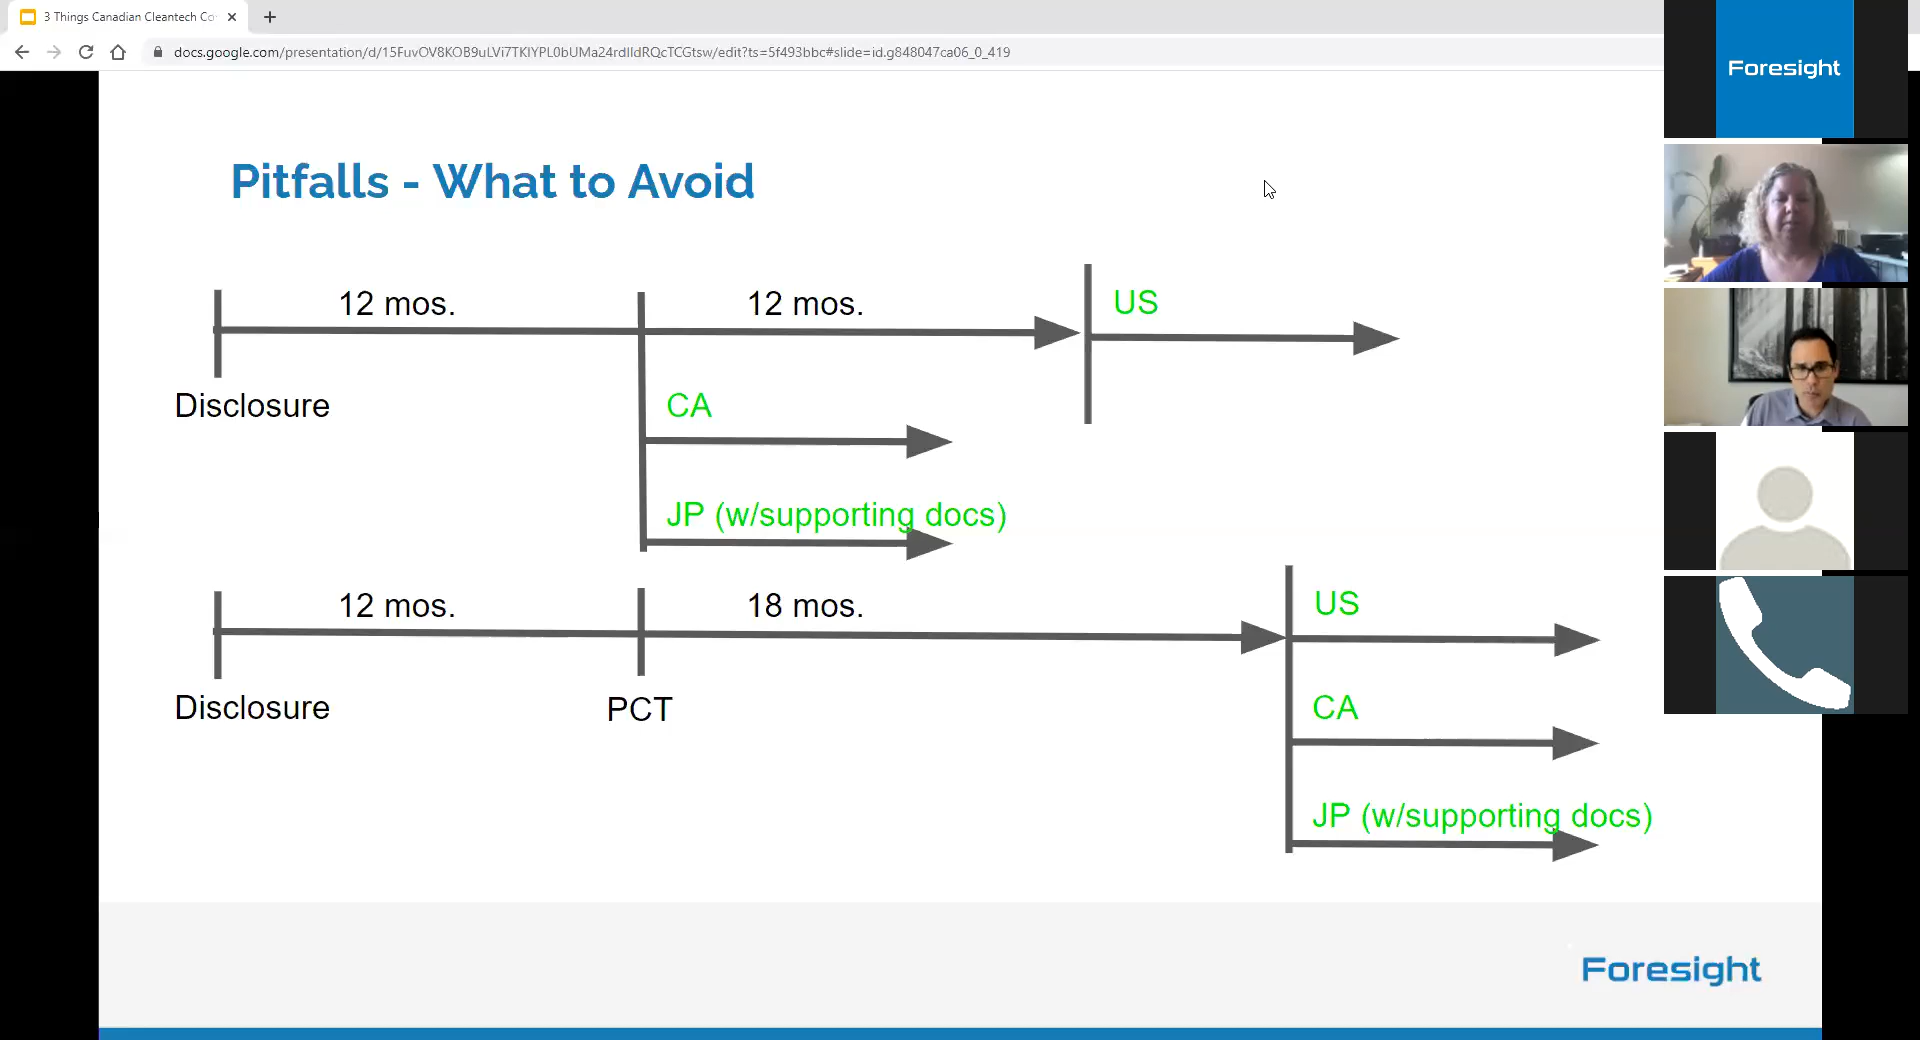 3 Things Canadian Cleantech Co
docs.google.com/presentation/d/15FuvOV8KOB9uLVi7TKIYPL0bUMa24rdIldRQcTCGtsw/edit?ts=5f493bbc#slide=id.g848047ca06_0_419
Foresight
Pitfalls - What to Avoid
12 mos.
12 mos.
US
Disclosure
CA
JP (w/supporting docs)
12 mos.
18 mos.
US
Disclosure
PCT
CA
JP (w/supporting docs)
Foresight